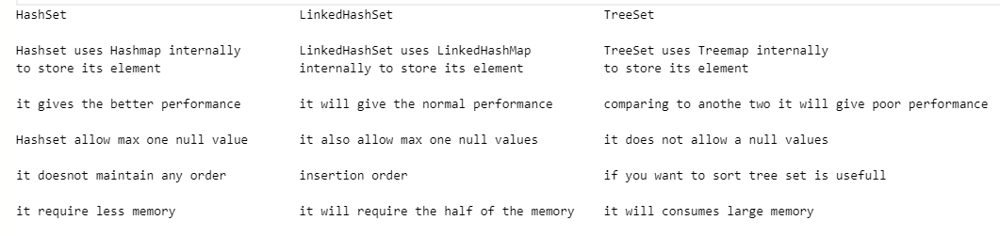 HashSet LinkedHashSet TreeSet
Hashset uses Hashmap internally LinkedHashSet uses LinkedHashMap TreeSet uses Treemap internally
to store its element internally to store its element to store its element
it gives the better performance it will give the normal performance comparing to anothe two it will give poor performance
Hashset allow max one null value it also allow max one null values it does not allow a null values
it doesnot maintain any order insertion order if you want to sort tree set is usefull
it require less memory it will require the half of the memory it will consumes large memory